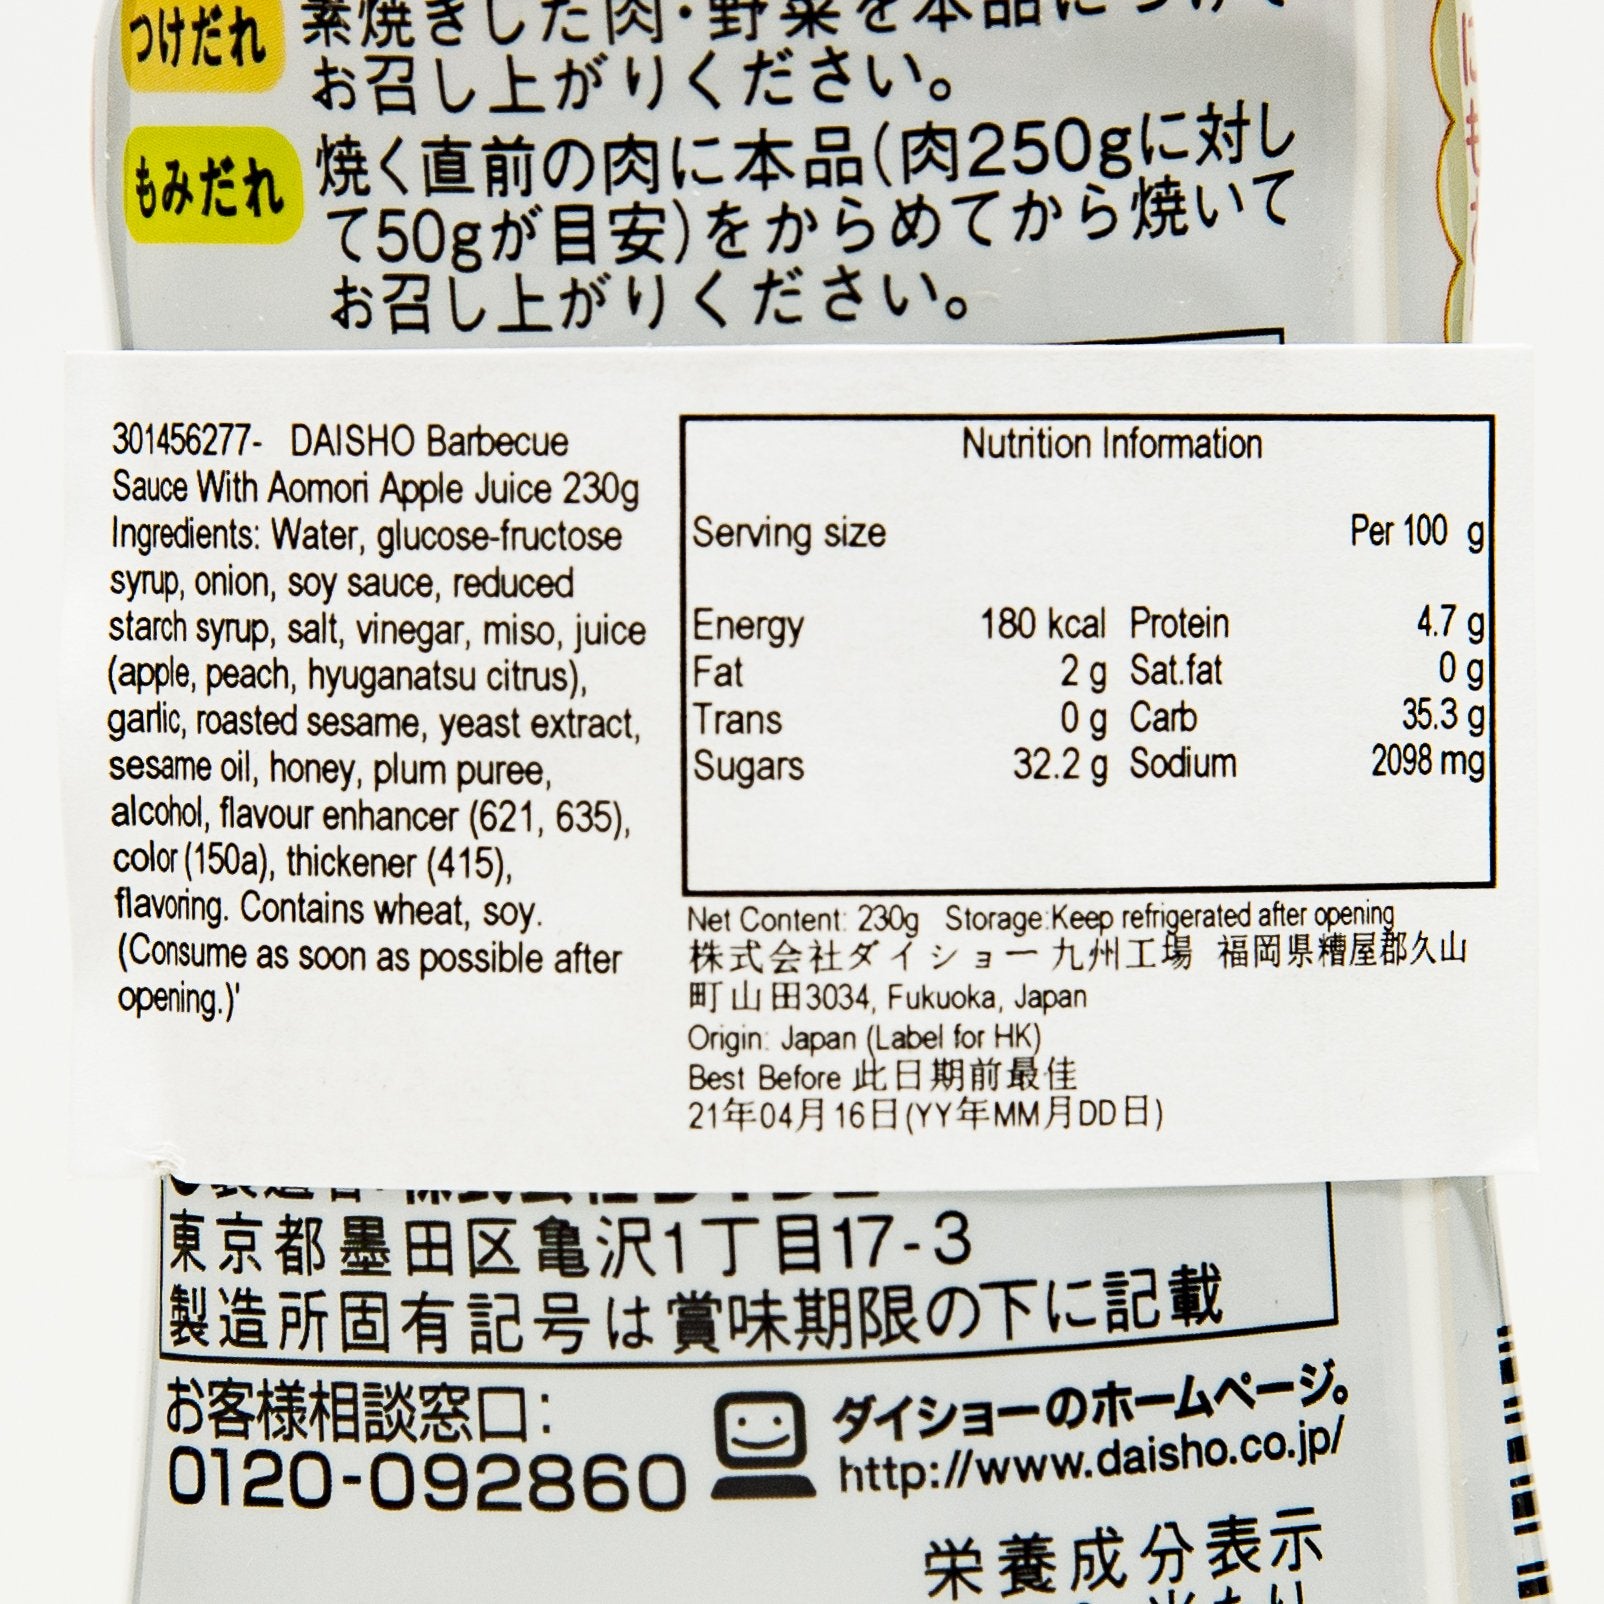 つけだれ 素焼きした肉・野菜を本品につけて
お召し上がりください。
もみだれ 焼く直前の肉に本品(肉250gに対し
て50gが目安)をからめてから焼いて
お召し上がりください。
301456277- DAISHO Barbecue
Sauce With Aomori Apple Juice 230g
Ingredients: Water, glucose-fructose
syrup, onion, soy sauce, reduced
starch syrup, salt, vinegar, miso, juice
(apple, peach, hyuganatsu citrus),
garlic, roasted sesame, yeast extract,
sesame oil, honey, plum puree,
alcohol, flavour enhancer (621, 635),
color (150a), thickener (415),
flavoring. Contains wheat, soy.
(Consume as soon as possible after
opening.)'
Nutrition Information
Serving size Per 100 g
Energy 180 kcal Protein 4.7 g
Fat 2 g Sat.fat 0 g
Trans 0 g Carb 35.3 g
Sugars 32.2 g Sodium 2098 mg
Net Content: 230g Storage:Keep refrigerated after opening
株式会社ダイショー九州工場 福岡県糟屋郡久山
町山田3034, Fukuoka, Japan
Origin: Japan (Label for HK)
Best Before 此日期前最佳
21年04月16日(YY年MM月DD日)
東京都墨田区亀沢1丁目17-3
製造所固有記号は賞味期限の下に記載
お客様相談窓口:
0120-092860
ダイショーのホームページ。
http://www.daisho.co.jp/
栄養成分表示